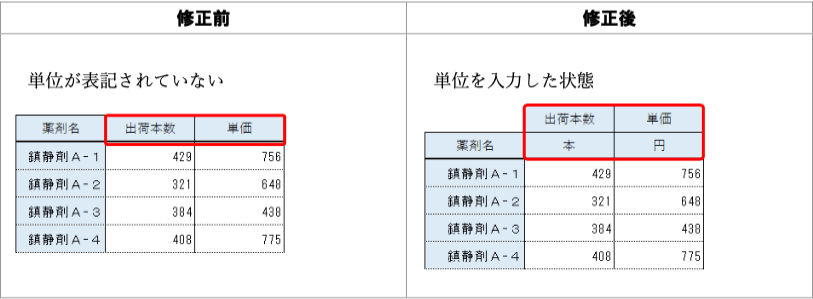 修正前
修正後
単位が表記されていない
単位を入力した状態
薬剤名 出荷本数 単価
鎮静剤A-1 429 756
鎮静剤A-2 321 648
鎮静剤A-3 384 438
鎮静剤A-4 408 775
出荷本数 単価
薬剤名 本 円
鎮静剤A-1 429 756
鎮静剤A-2 321 648
鎮静剤A-3 384 438
鎮静剤A-4 408 775